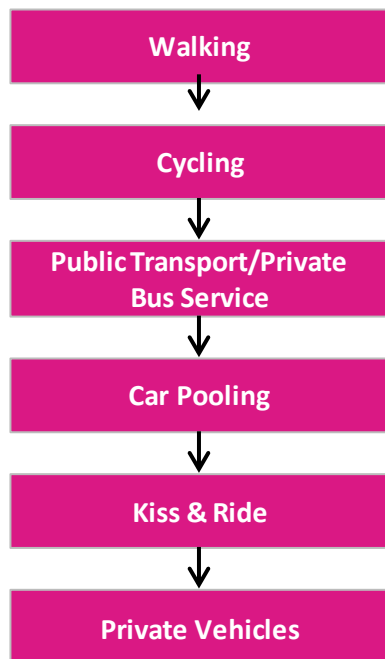 Walking
Cycling
Public Transport/Private
Bus Service
Car Pooling
Kiss & Ride
Private Vehicles